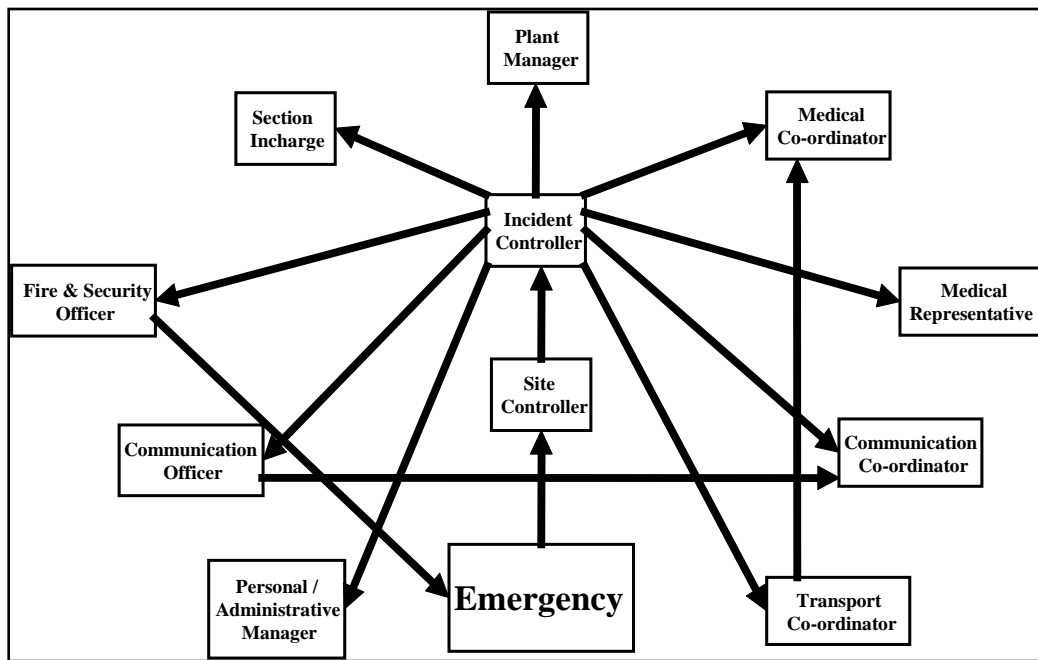 Plant
Manager
Section
Incharge
Medical
Co-ordinator
Incident
Controller
Fire & Security
Officer
Medical
Representative
Site
Controller
Communication
Officer
Communication
Co-ordinator
Personal /
Administrative
Manager
Emergency
Transport
Co-ordinator